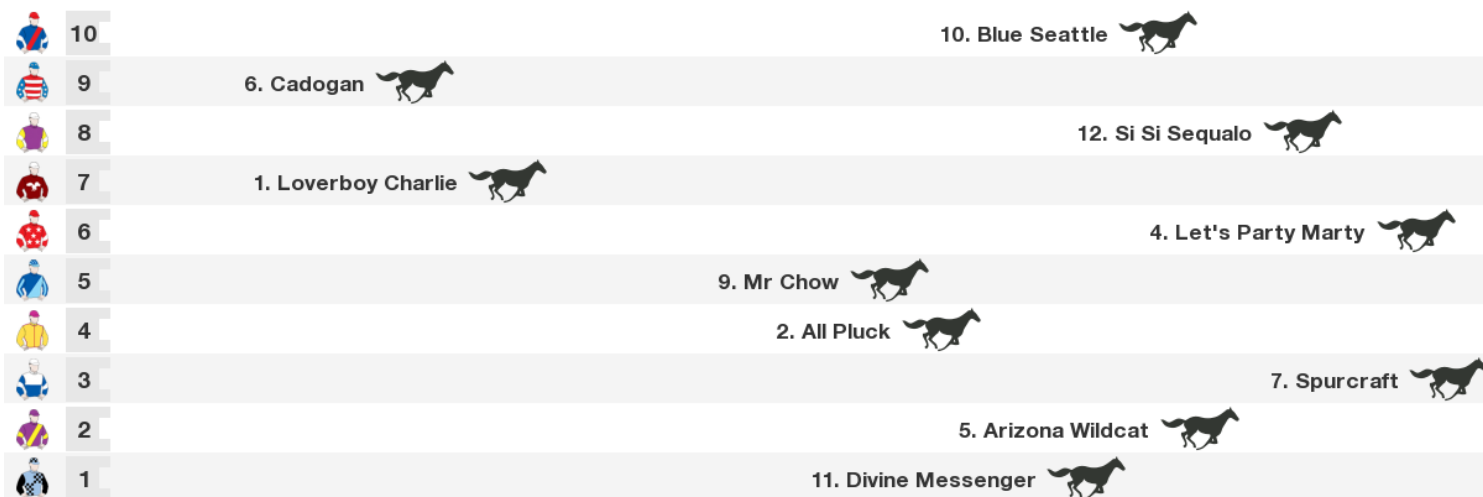 10 10. Blue Seattle
9 6. Cadogan
8 12. Si Si Sequalo
7 1. Loverboy Charlie
6 4. Let's Party Marty
5 9. Mr Chow
4 2. All Pluck
3 7. Spurcraft
2 5. Arizona Wildcat
1 11. Divine Messenger